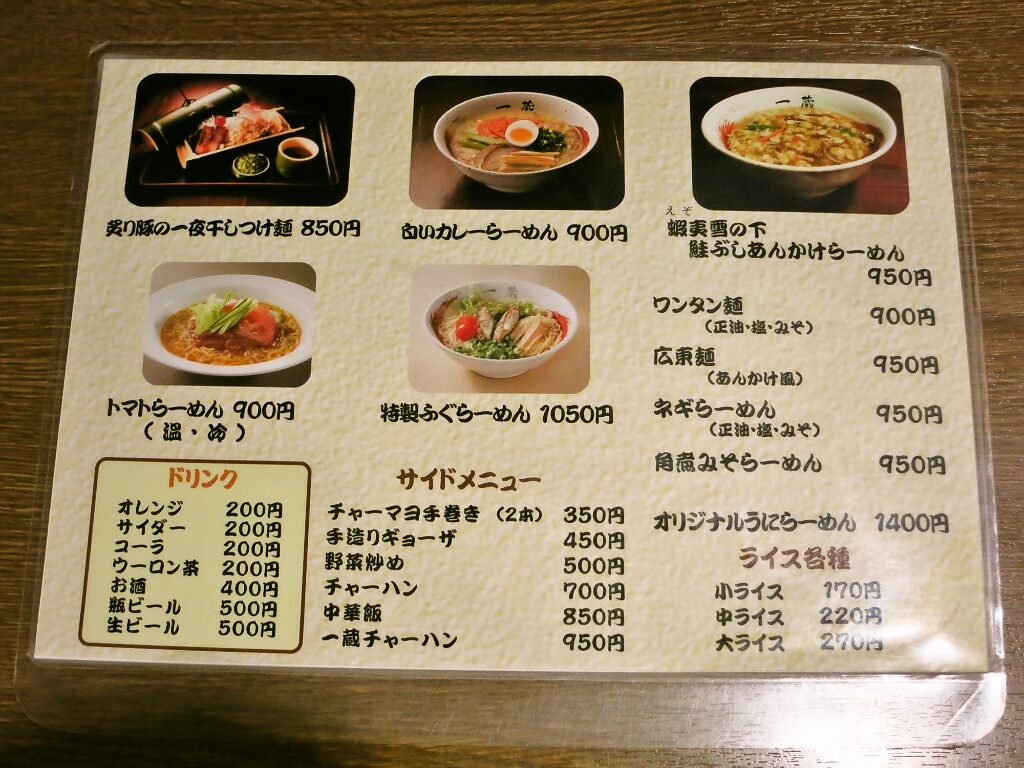 一蔵
一蔵
一蔵
炙り豚の一夜干しつけ麺 850円
白いカレーらーめん 900円
えぞ
蝦夷雪の下
鮭ぶしあんかけらーめん
950円
トマトらーめん 900円
(温・冷)
特製ふぐらーめん 1050円
ワンタン麺 900円
(正油・塩・みそ)
広東麺 950円
(あんかけ風)
ネギらーめん 950円
(正油・塩・みそ)
角煮みそらーめん 950円
オリジナルうにらーめん 1400円
ドリンク
オレンジ 200円
サイダー 200円
コーラ 200円
ウーロン茶 200円
お酒 400円
瓶ビール 500円
生ビール 500円
サイドメニュー
チャーマヨ手巻き (2本) 350円
手造りギョーザ 450円
野菜炒め 500円
チャーハン 700円
中華飯 850円
一蔵チャーハン 950円
ライス各種
小ライス 170円
中ライス 220円
大ライス 270円